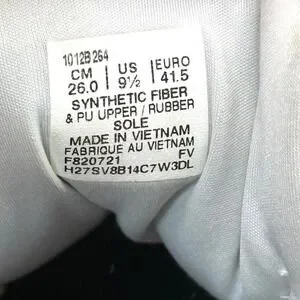 1012B264
CM US EURO
26.0 9½ 41.5
SYNTHETIC FIBER
& PU UPPER / RUBBER
SOLE
MADE IN VIETNAM
FABRIQUE AU VIETNAM
F820721 FV
H27SV8B14C7W3DL